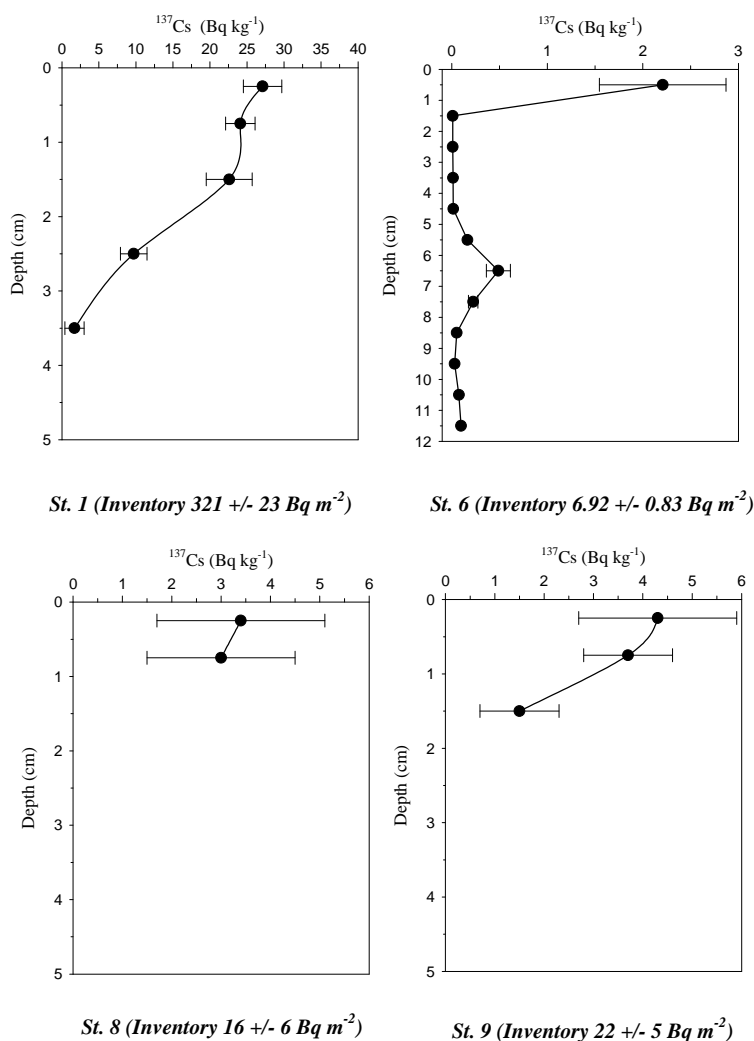 ¹³⁷Cs (Bq kg⁻¹)
0 5 10 15 20 25 30 35 40
Depth (cm)
0
1
2
3
4
5
St. 1 (Inventory 321 +/- 23 Bq m⁻²)
¹³⁷Cs (Bq kg⁻¹)
0 1 2 3
Depth (cm)
0
1
2
3
4
5
6
7
8
9
10
11
12
St. 6 (Inventory 6.92 +/- 0.83 Bq m⁻²)
¹³⁷Cs (Bq kg⁻¹)
0 1 2 3 4 5 6
Depth (cm)
0
1
2
3
4
5
St. 8 (Inventory 16 +/- 6 Bq m⁻²)
¹³⁷Cs (Bq kg⁻¹)
0 1 2 3 4 5 6
Depth (cm)
0
1
2
3
4
5
St. 9 (Inventory 22 +/- 5 Bq m⁻²)